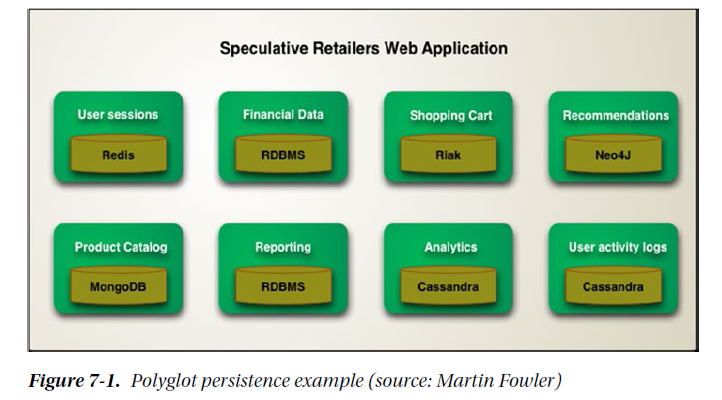 Speculative Retailers Web Application
User sessions
Redis
Financial Data
RDBMS
Shopping Cart
Riak
Recommendations
Neo4J
Product Catalog
MongoDB
Reporting
RDBMS
Analytics
Cassandra
User activity logs
Cassandra
Figure 7-1. Polyglot persistence example (source: Martin Fowler)